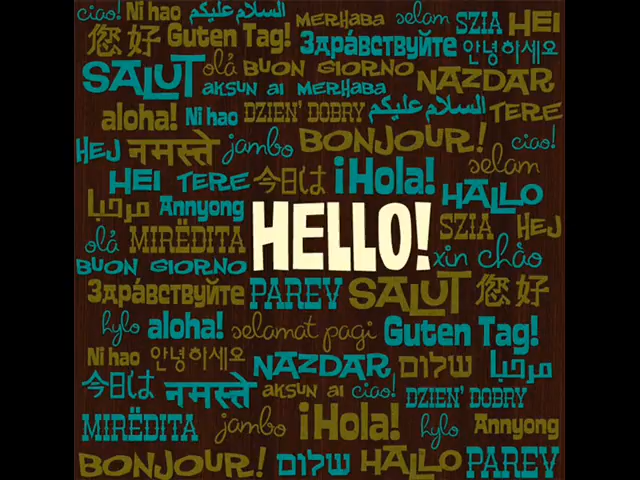 ciao! Ni hao السلام عليكم MERHABA selam SZIA HEI
您好 Guten Tag! Здра́вствуйте 안녕하세요
SALUT olá BUON GIORNO NAZDAR
AKSUN AI MERHABA
aloha! Ni hao DZIEN' DOBRY السلام عليكم TERE
HEJ नमस्ते jambo BONJOUR! ciao!
selam
HEI TERE 今日は ¡Hola! HALLO
مرحبا Annyong HELLO! SZIA HEJ
olá MIRËDITA xin chào
BUON GIORNO
Здра́вствуйте PAREV SALUT 您好
hylo aloha! selamat pagi Guten Tag!
Ni hao 안녕하세요 NAZDAR שלום مرحبا
今日は नमस्ते AKSUN AI ciao! DZIEN' DOBRY
MIRËDITA jambo ¡Hola! hylo Annyong
BONJOUR! שלום HALLO PAREV